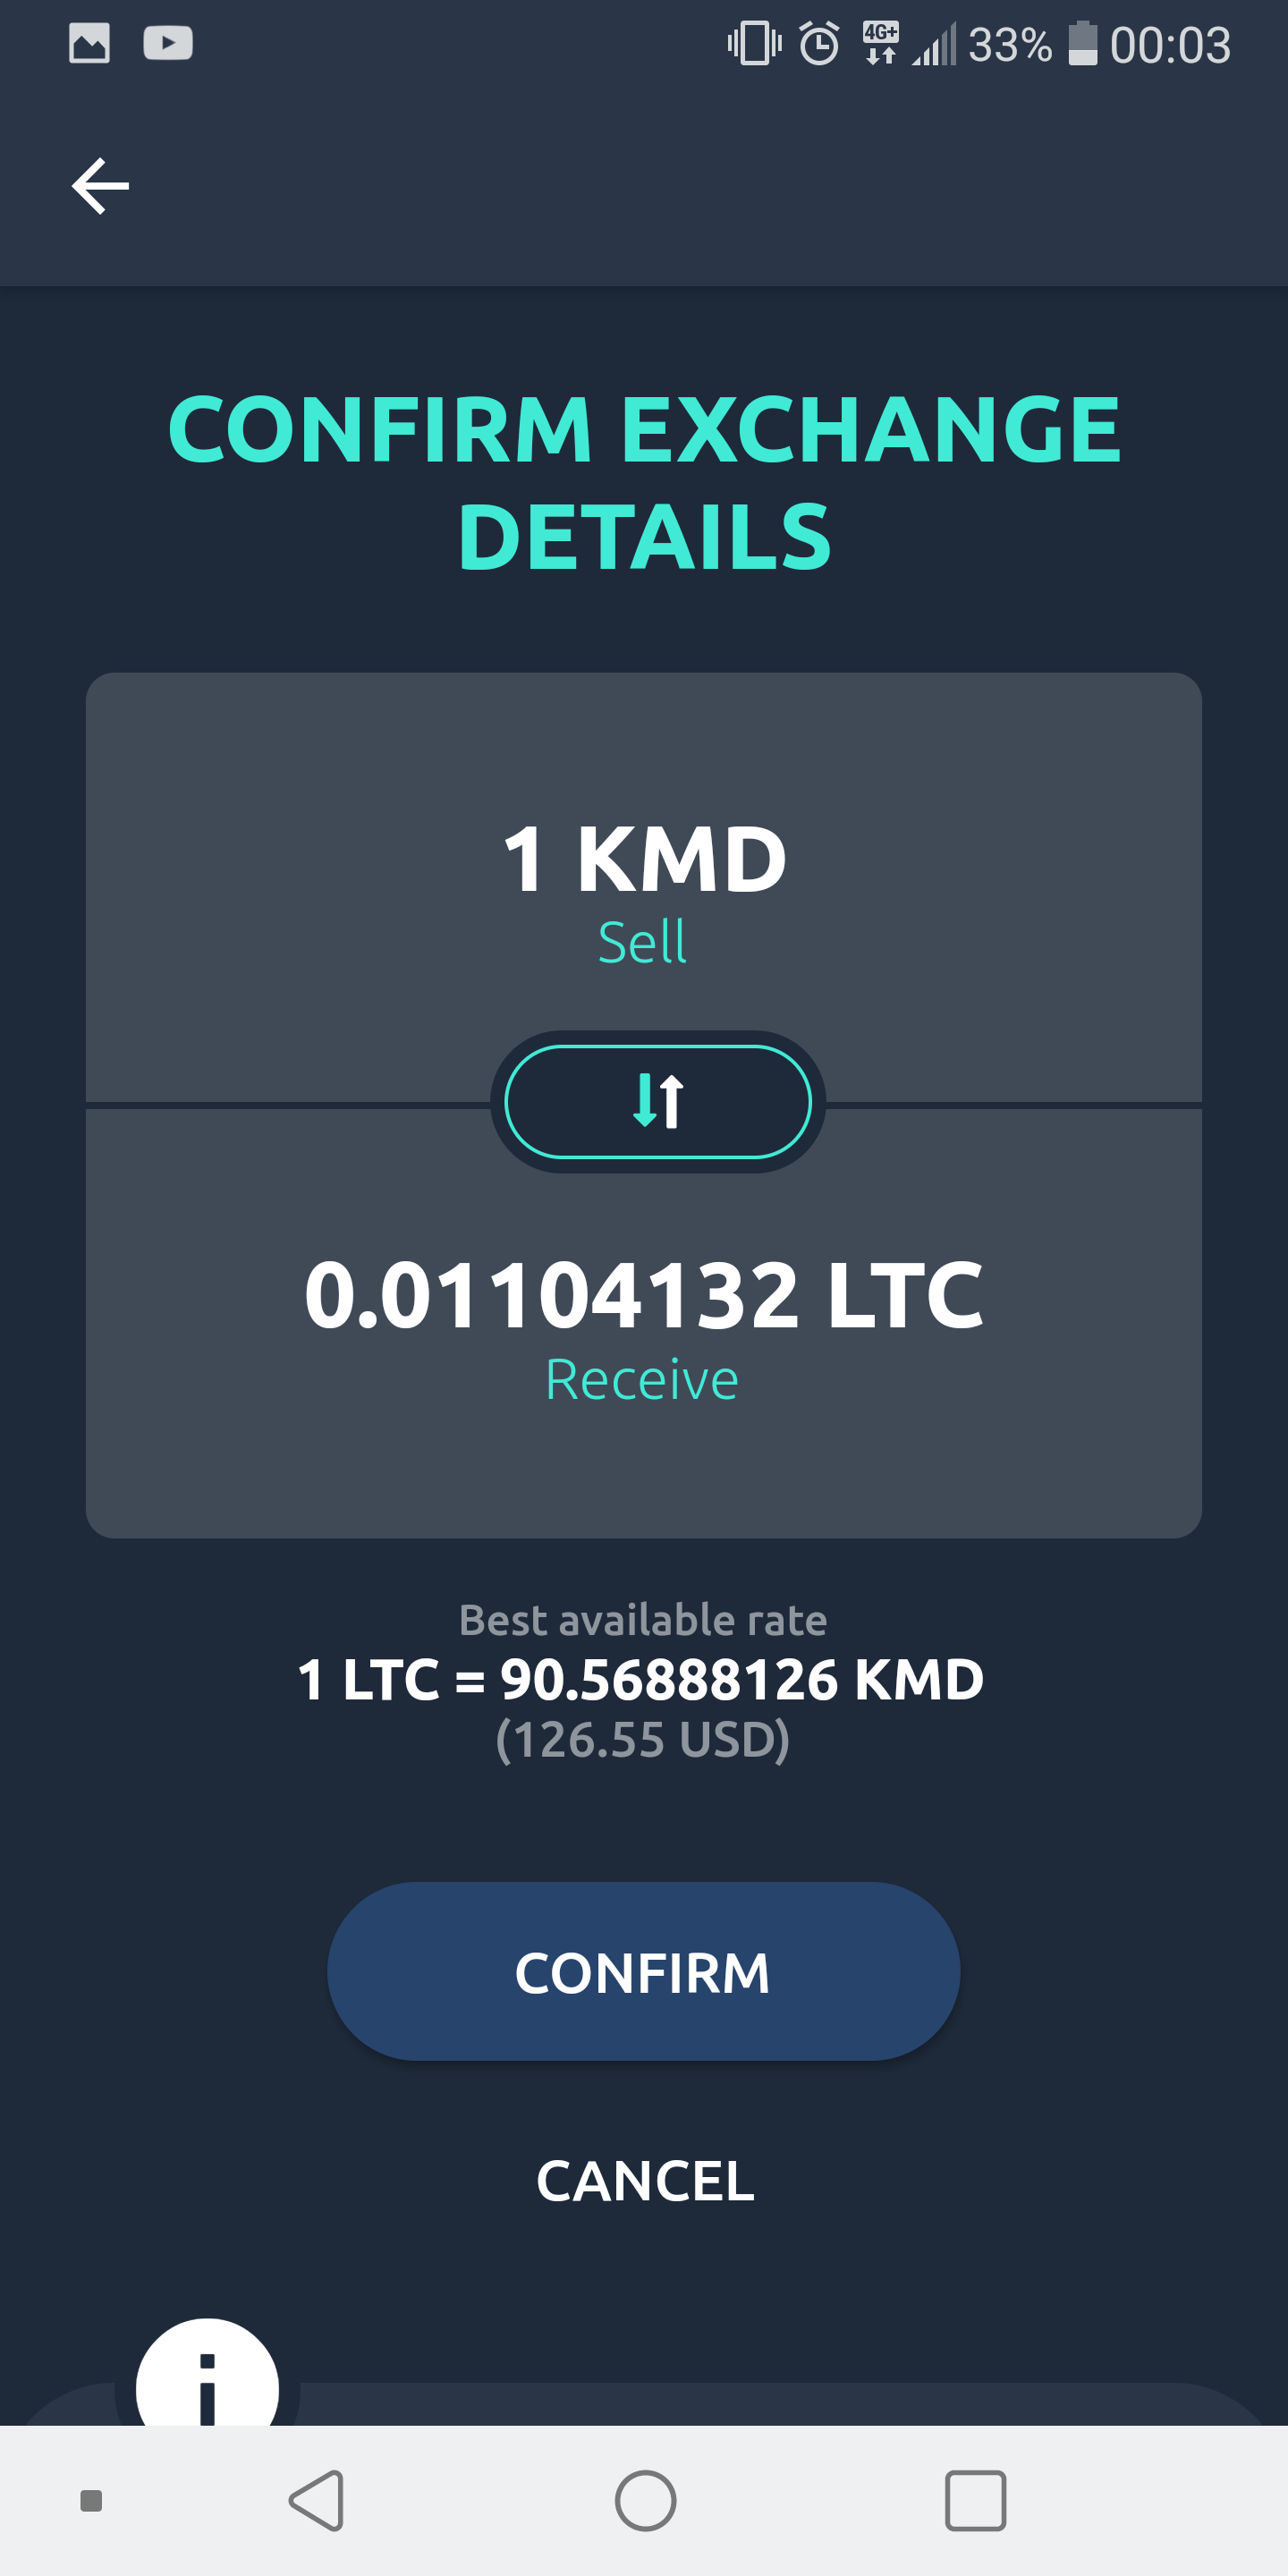 4G+ 33% 00:03
CONFIRM EXCHANGE
DETAILS
1 KMD
Sell
0.01104132 LTC
Receive
Best available rate
1 LTC = 90.56888126 KMD
(126.55 USD)
CONFIRM
CANCEL
i